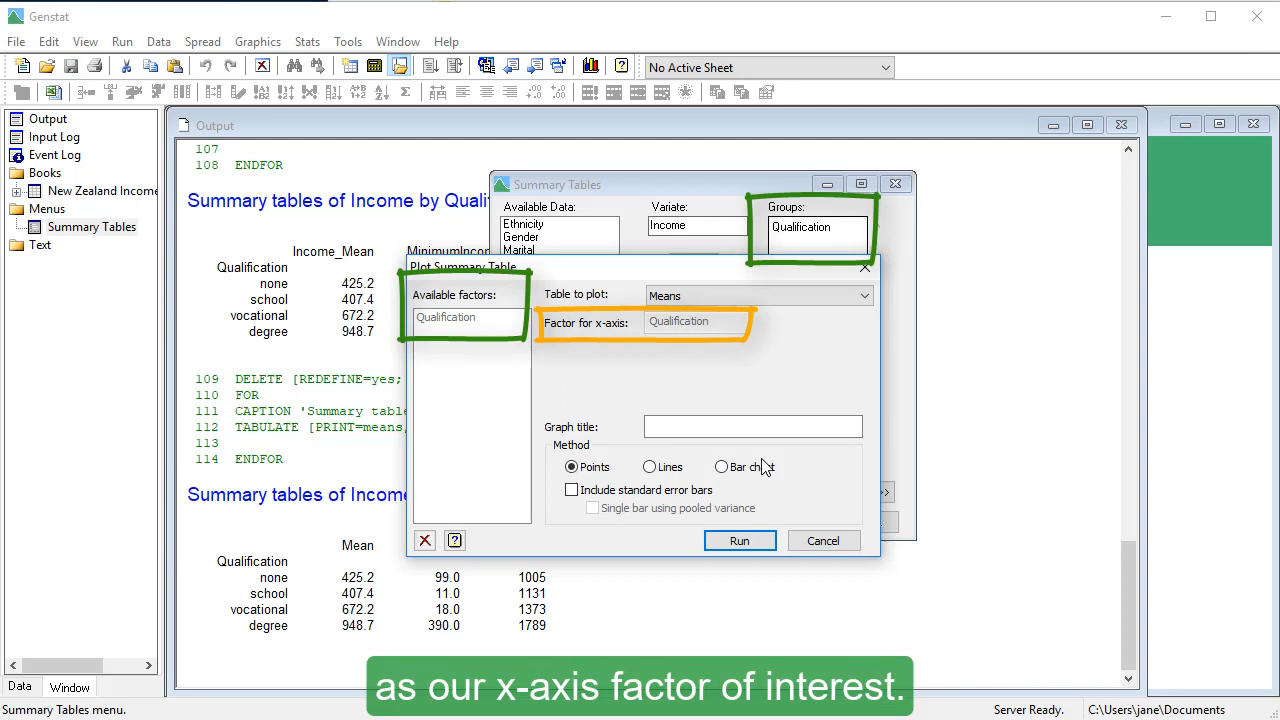 Genstat
File Edit View Run Data Spread Graphics Stats Tools Window Help
No Active Sheet
Output
Input Log
Event Log
Books
New Zealand Income
Menus
Summary Tables
Text
Data Window
Output
107
108 ENDFOR
Summary tables of Income by Quali
Income_Mean MinimumIncom
Qualification
none 425.2
school 407.4
vocational 672.2
degree 948.7
109 DELETE [REDEFINE=yes;
110 FOR
111 CAPTION 'Summary table
112 TABULATE [PRINT=means,
113
114 ENDFOR
Summary tables of Income
Mean
Qualification
none 425.2 99.0 1005
school 407.4 11.0 1131
vocational 672.2 18.0 1373
degree 948.7 390.0 1789
Summary Tables
Available Data: Variate: Groups:
Ethnicity Income Qualification
Gender
Marital
>>
Plot Summary Table
Available factors: Table to plot: Means
Qualification Factor for x-axis: Qualification
Graph title:
Method
Points Lines Bar chart
Include standard error bars
Single bar using pooled variance
Run Cancel
as our x-axis factor of interest.
Summary Tables menu. Server Ready. C:\Users\jane\Documents